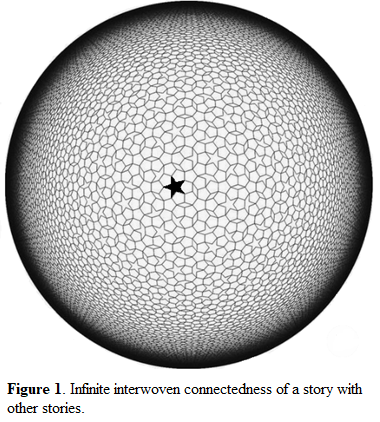 Figure 1. Infinite interwoven connectedness of a story with
other stories.